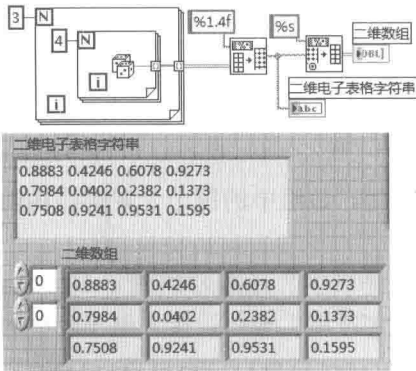 3 N
4 N
i
i
%1.4f
%s
二维数组
DBL
二维电子表格字符串
abc
二维电子表格字符串
0.8883 0.4246 0.6078 0.9273
0.7984 0.0402 0.2382 0.1373
0.7508 0.9241 0.9531 0.1595
二维数组
0 0.8883 0.4246 0.6078 0.9273
0 0.7984 0.0402 0.2382 0.1373
0.7508 0.9241 0.9531 0.1595